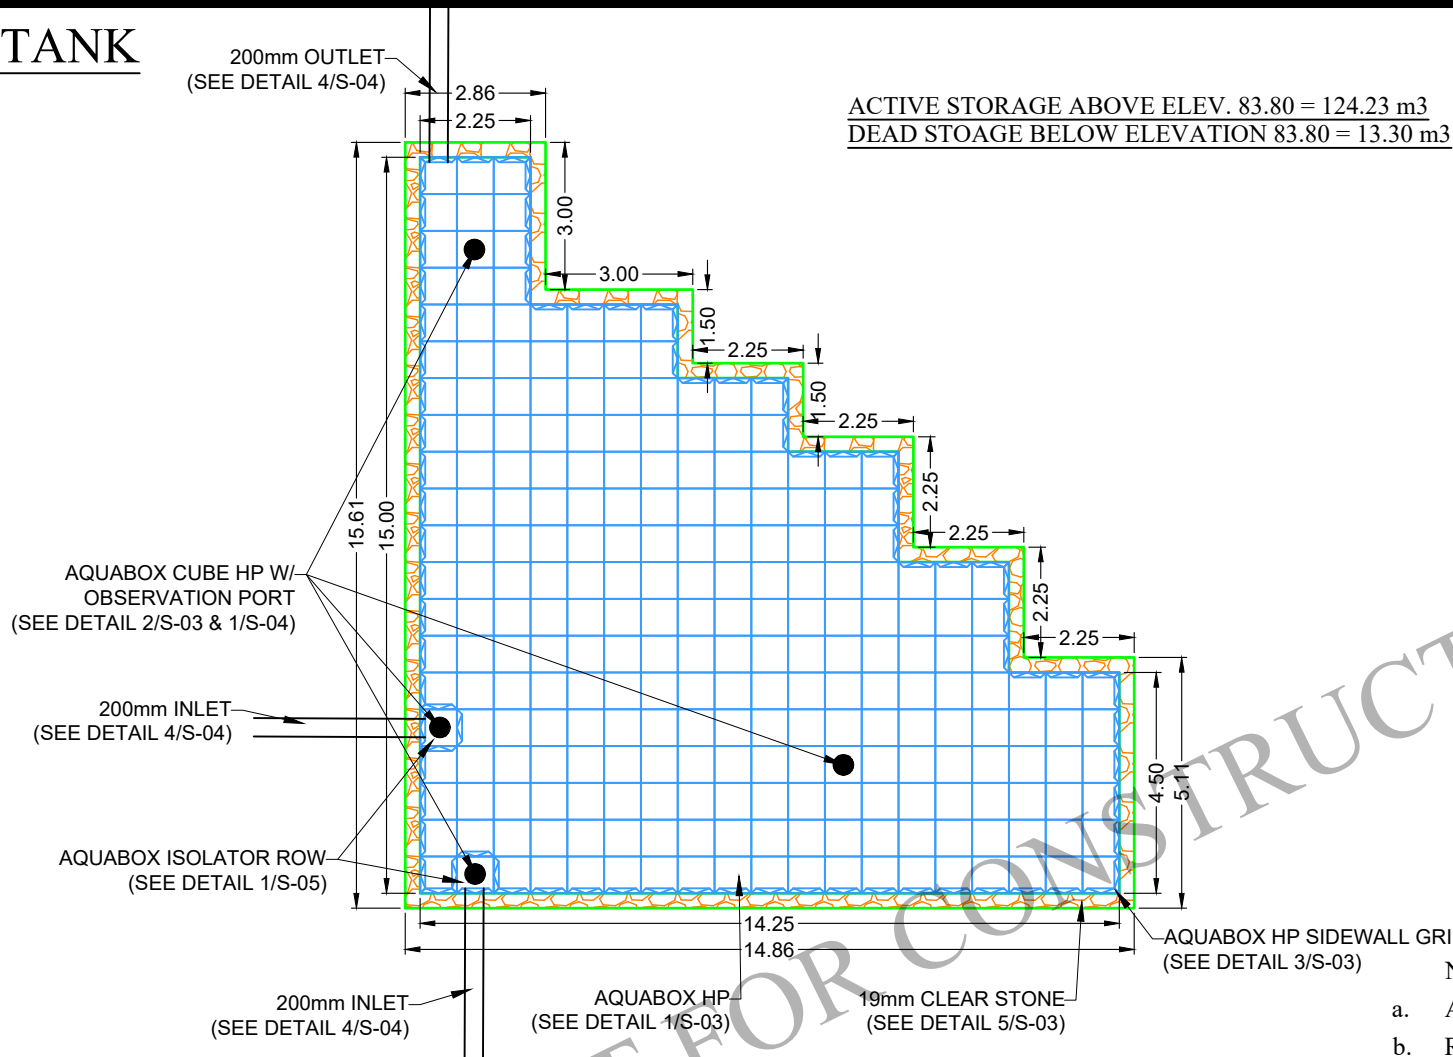 TANK
200mm OUTLET
(SEE DETAIL 4/S-04)
ACTIVE STORAGE ABOVE ELEV. 83.80 = 124.23 m3
DEAD STOAGE BELOW ELEVATION 83.80 = 13.30 m3
2.86
2.25
3.00
3.00
1.50
2.25
1.50
2.25
2.25
2.25
2.25
2.25
15.61
15.00
AQUABOX CUBE HP W/
OBSERVATION PORT
(SEE DETAIL 2/S-03 & 1/S-04)
200mm INLET
(SEE DETAIL 4/S-04)
AQUABOX ISOLATOR ROW
(SEE DETAIL 1/S-05)
4.50
5.11
14.25
14.86
AQUABOX HP SIDEWALL GRI
(SEE DETAIL 3/S-03)
200mm INLET
(SEE DETAIL 4/S-04)
AQUABOX HP
(SEE DETAIL 1/S-03)
19mm CLEAR STONE
(SEE DETAIL 5/S-03)
a.
b.
FOR CONSTRUCT